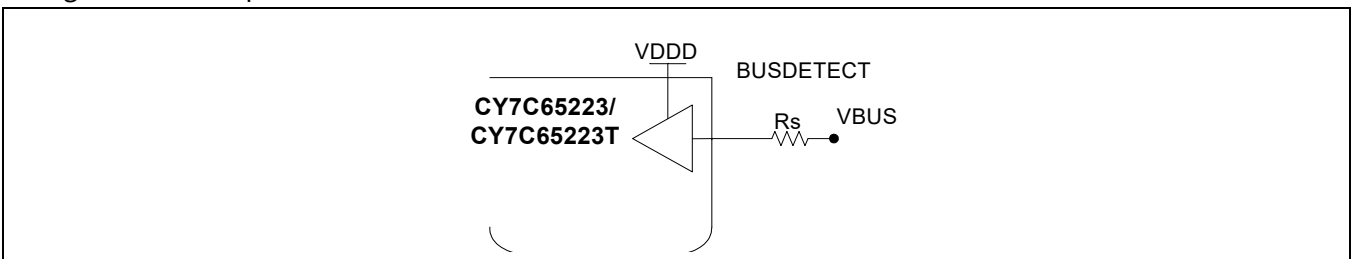 VDDD
BUSDETECT
CY7C65223/
CY7C65223T
Rs
VBUS